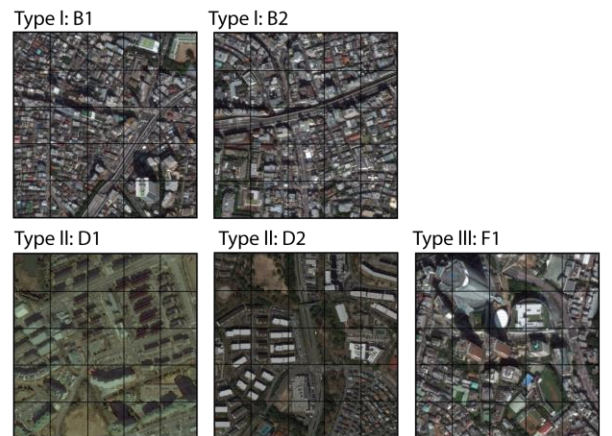 Type I: B1
Type I: B2
Type II: D1
Type II: D2
Type III: F1